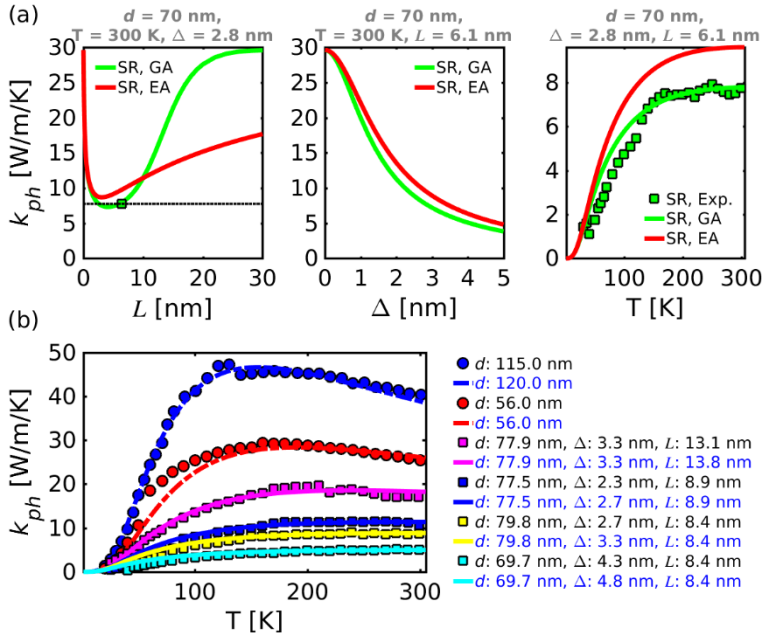 (a)
d = 70 nm,
T = 300 K, Δ = 2.8 nm
d = 70 nm,
T = 300 K, L = 6.1 nm
d = 70 nm,
Δ = 2.8 nm, L = 6.1 nm
k_ph [W/m/K]
30
25
20
15
10
5
0
SR, GA
SR, EA
0
10
20
30
L [nm]
30
25
20
15
10
5
0
SR, GA
SR, EA
0
1
2
3
4
5
Δ [nm]
8
6
4
2
0
SR, Exp.
SR, GA
SR, EA
100
200
300
T [K]
(b)
k_ph [W/m/K]
50
40
30
20
10
0
100
200
300
T [K]
d: 115.0 nm
d: 120.0 nm
d: 56.0 nm
d: 56.0 nm
d: 77.9 nm, Δ: 3.3 nm, L: 13.1 nm
d: 77.9 nm, Δ: 3.3 nm, L: 13.8 nm
d: 77.5 nm, Δ: 2.3 nm, L: 8.9 nm
d: 77.5 nm, Δ: 2.7 nm, L: 8.9 nm
d: 79.8 nm, Δ: 2.7 nm, L: 8.4 nm
d: 79.8 nm, Δ: 3.3 nm, L: 8.4 nm
d: 69.7 nm, Δ: 4.3 nm, L: 8.4 nm
d: 69.7 nm, Δ: 4.8 nm, L: 8.4 nm